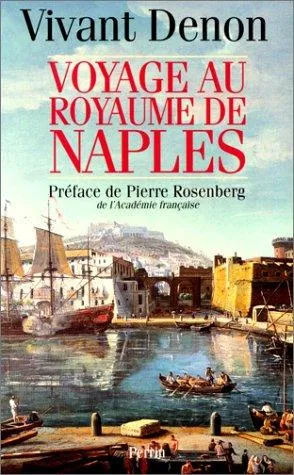 Vivant Denon
VOYAGE AU
ROYAUME DE
NAPLES
Préface de Pierre Rosenberg
de l'Académie française
Perrin